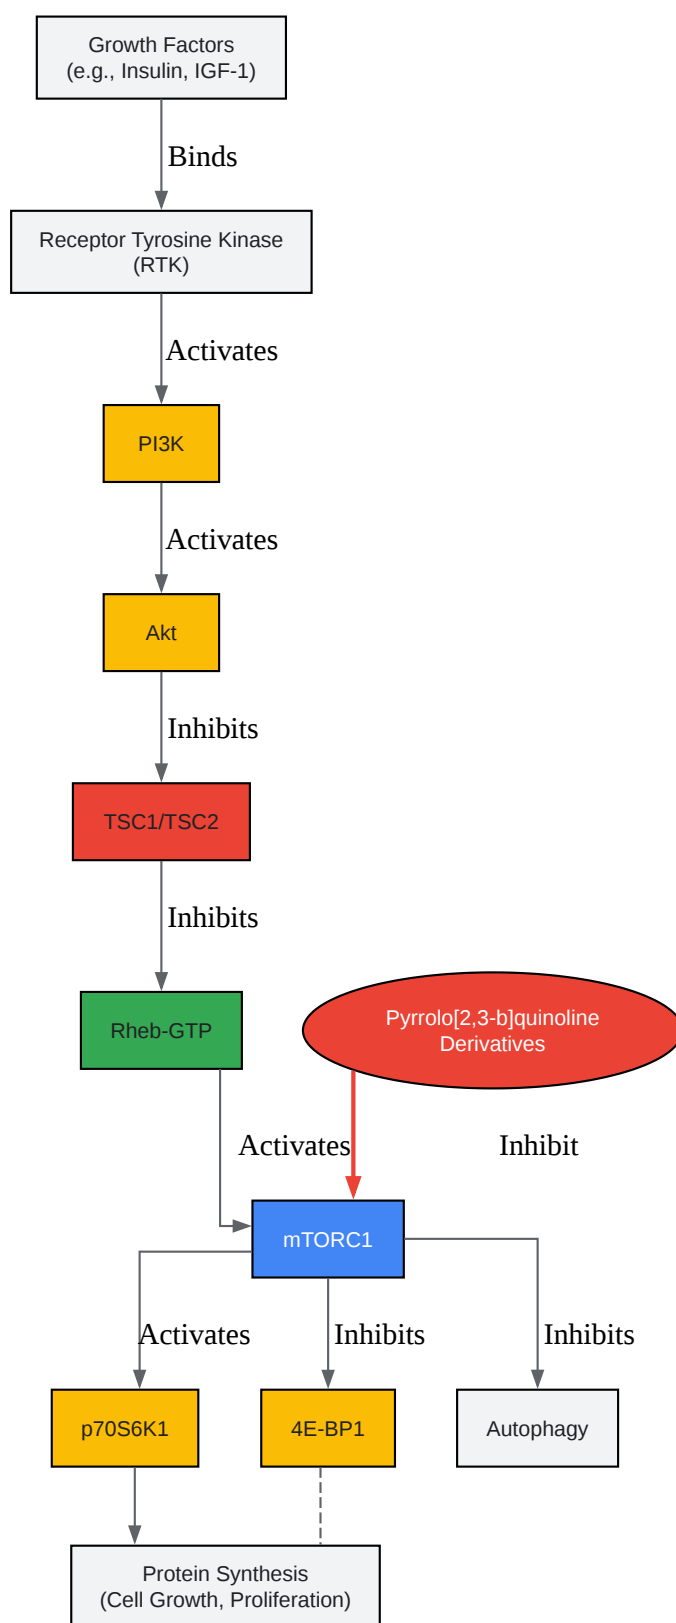 Growth Factors
(e.g., Insulin, IGF-1)
Binds
Receptor Tyrosine Kinase
(RTK)
Activates
PI3K
Activates
Akt
Inhibits
TSC1/TSC2
Inhibits
Rheb-GTP
Pyrrolo[2,3-b]quinoline
Derivatives
Activates
Inhibit
mTORC1
Activates
Inhibits
Inhibits
p70S6K1
4E-BP1
Autophagy
Protein Synthesis
(Cell Growth, Proliferation)